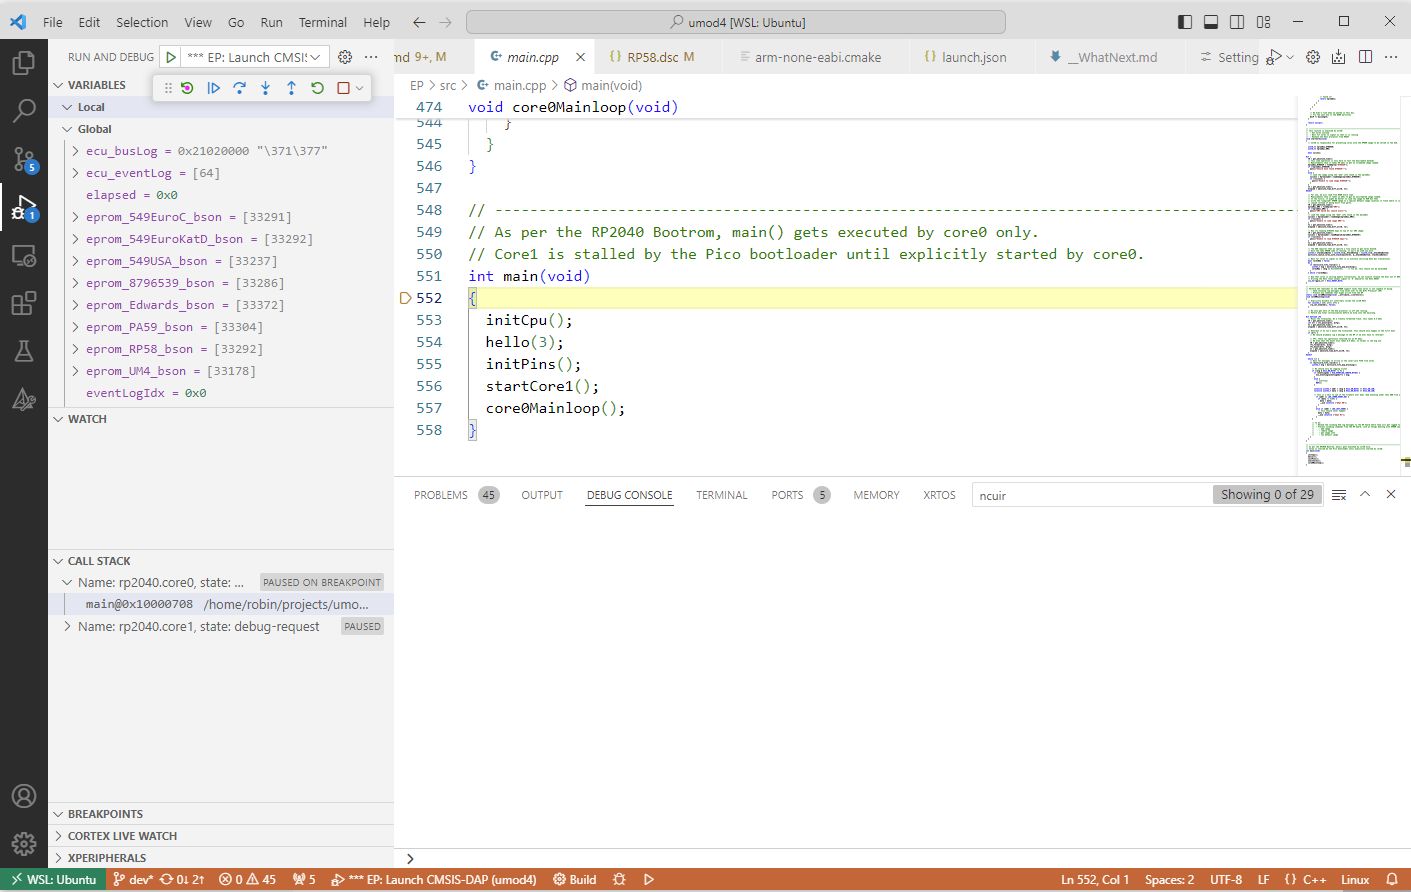 File Edit Selection View Go Run Terminal Help umod4 [WSL: Ubuntu]
RUN AND DEBUG *** EP: Launch CMSIS
md 9+, M main.cpp RP58.dsc M arm-none-eabi.cmake launch.json __WhatNext.md Setting
EP > src > main.cpp > main(void)
VARIABLES
Local
Global
ecu_busLog = 0x21020000 "\371\377"
ecu_eventLog = [64]
elapsed = 0x0
eprom_549EuroC_bson = [33291]
eprom_549EuroKatD_bson = [33292]
eprom_549USA_bson = [33237]
eprom_8796539_bson = [33286]
eprom_Edwards_bson = [33372]
eprom_PA59_bson = [33304]
eprom_RP58_bson = [33292]
eprom_UM4_bson = [33178]
eventLogIdx = 0x0
WATCH
CALL STACK
Name: rp2040.core0, state: ... PAUSED ON BREAKPOINT
main@0x10000708 /home/robin/projects/umo...
Name: rp2040.core1, state: debug-request PAUSED
BREAKPOINTS
CORTEX LIVE WATCH
XPERIPHERALS
5
1
474 void core0Mainloop(void)
544 }
545 }
546 }
547
548 // ---------------------------------------------------------------------------------------------
549 // As per the RP2040 Bootrom, main() gets executed by core0 only.
550 // Core1 is stalled by the Pico bootloader until explicitly started by core0.
551 int main(void)
552 {
553 initCpu();
554 hello(3);
555 initPins();
556 startCore1();
557 core0Mainloop();
558 }
PROBLEMS 45 OUTPUT DEBUG CONSOLE TERMINAL PORTS 5 MEMORY XRTOS ncuir Showing 0 of 29
>
WSL: Ubuntu dev* 0↓ 2↑ 0 45 5 *** EP: Launch CMSIS-DAP (umod4) Build Ln 552, Col 1 Spaces: 2 UTF-8 LF {} C++ Linux